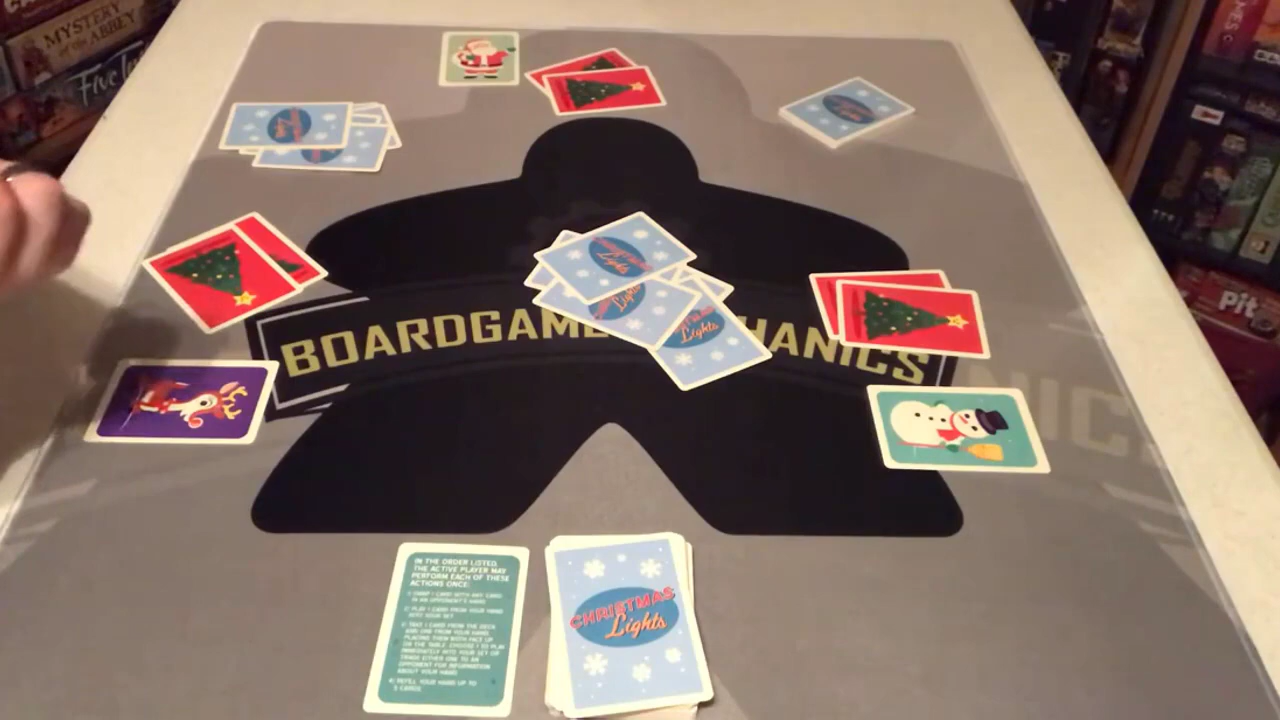 MYSTERY
of the ABBEY
Five
Pit
BOARDGAME
HANICS
NICS
Lights
Lights
CHRISTMAS
Lights
IN THE ORDER LISTED,
THE ACTIVE PLAYER MAY
PERFORM EACH OF THESE
ACTIONS ONCE:
1) SWAP 1 CARD WITH ANY CARD
IN AN OPPONENT'S HAND
2) PLAY 1 CARD FROM YOUR HAND
INTO YOUR SET
3) TAKE 1 CARD FROM THE DECK
AND ONE FROM YOUR HAND,
PLACING THEM BOTH FACE UP
ON THE TABLE. CHOOSE 1 TO PLAY
IMMEDIATELY INTO YOUR SET OR
TRADE EITHER ONE TO AN
OPPONENT FOR INFORMATION
ABOUT YOUR HAND
4) REFILL YOUR HAND UP TO
5 CARDS